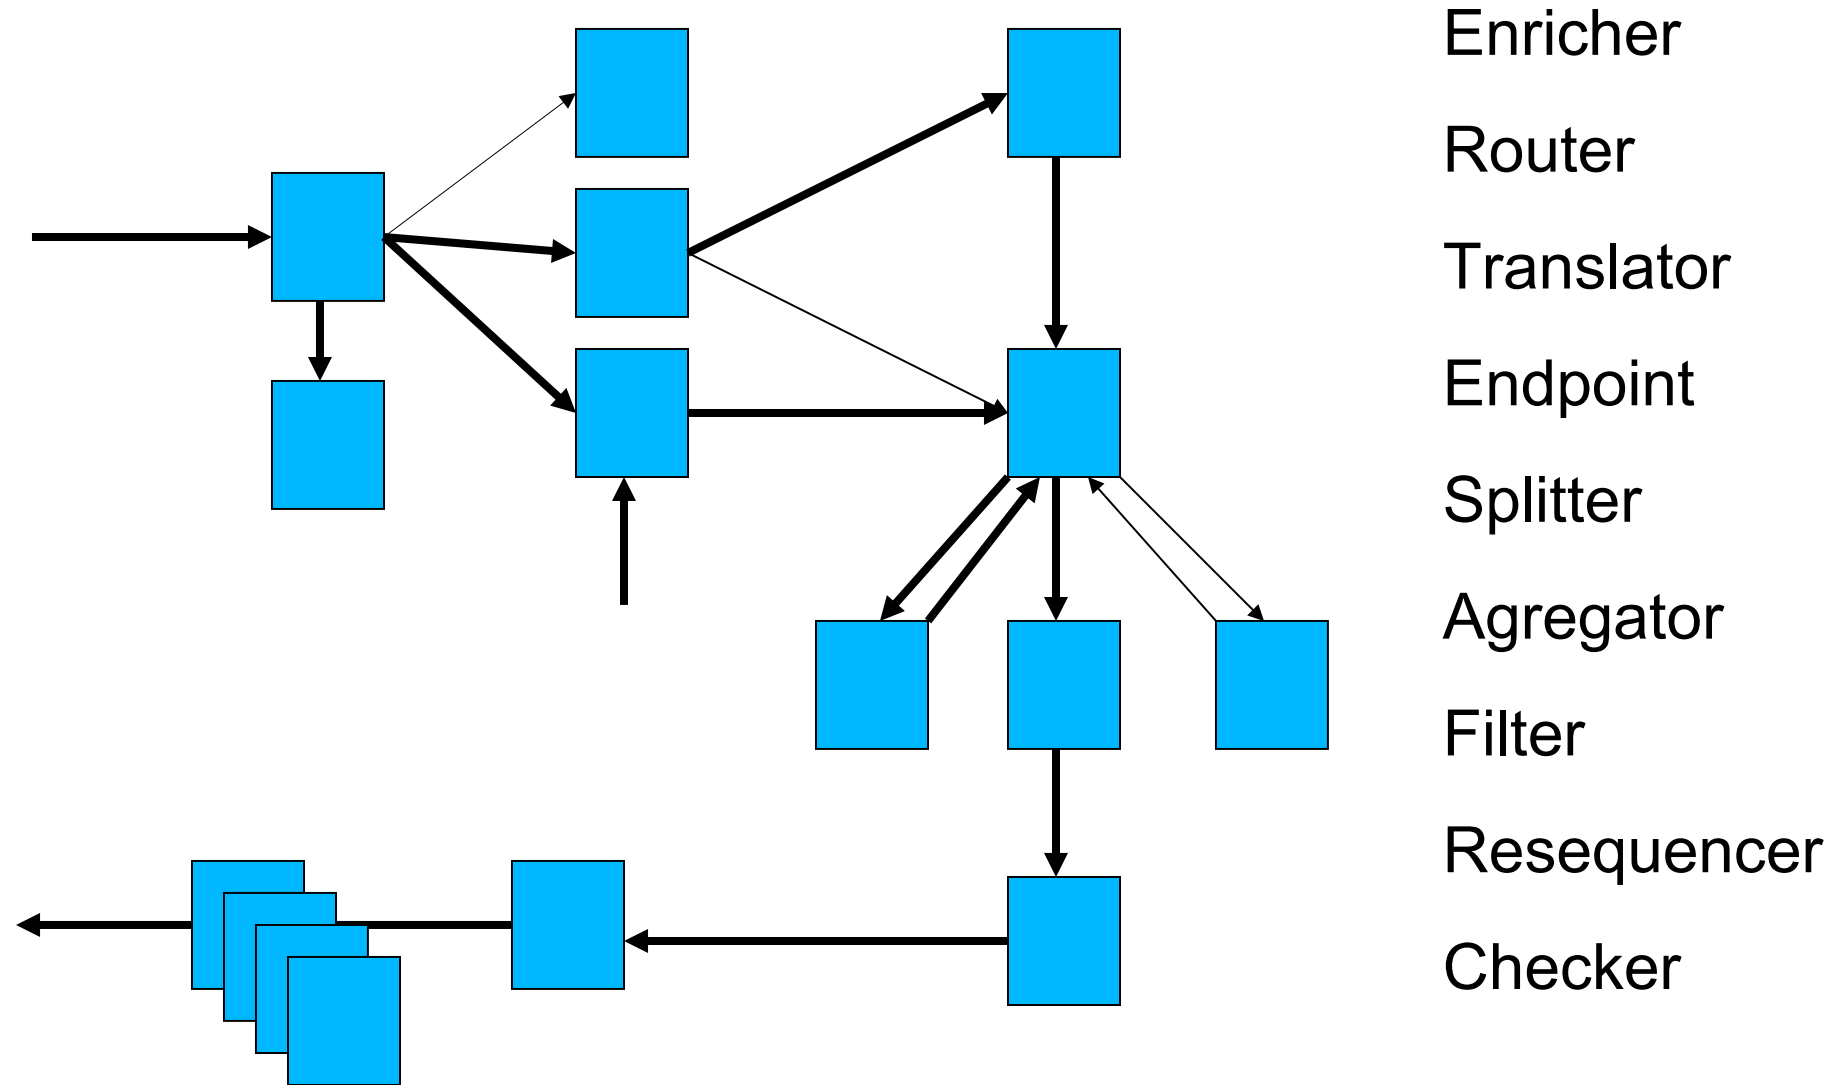 Enricher
Router
Translator
Endpoint
Splitter
Agregator
Filter
Resequencer
Checker